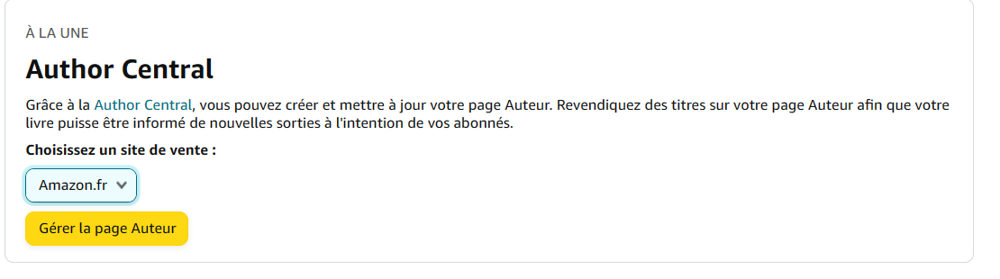 À LA UNE
Author Central
Grâce à la Author Central, vous pouvez créer et mettre à jour votre page Auteur. Revendiquez des titres sur votre page Auteur afin que votre
livre puisse être informé de nouvelles sorties à l'intention de vos abonnés.
Choisissez un site de vente :
Amazon.fr
Gérer la page Auteur